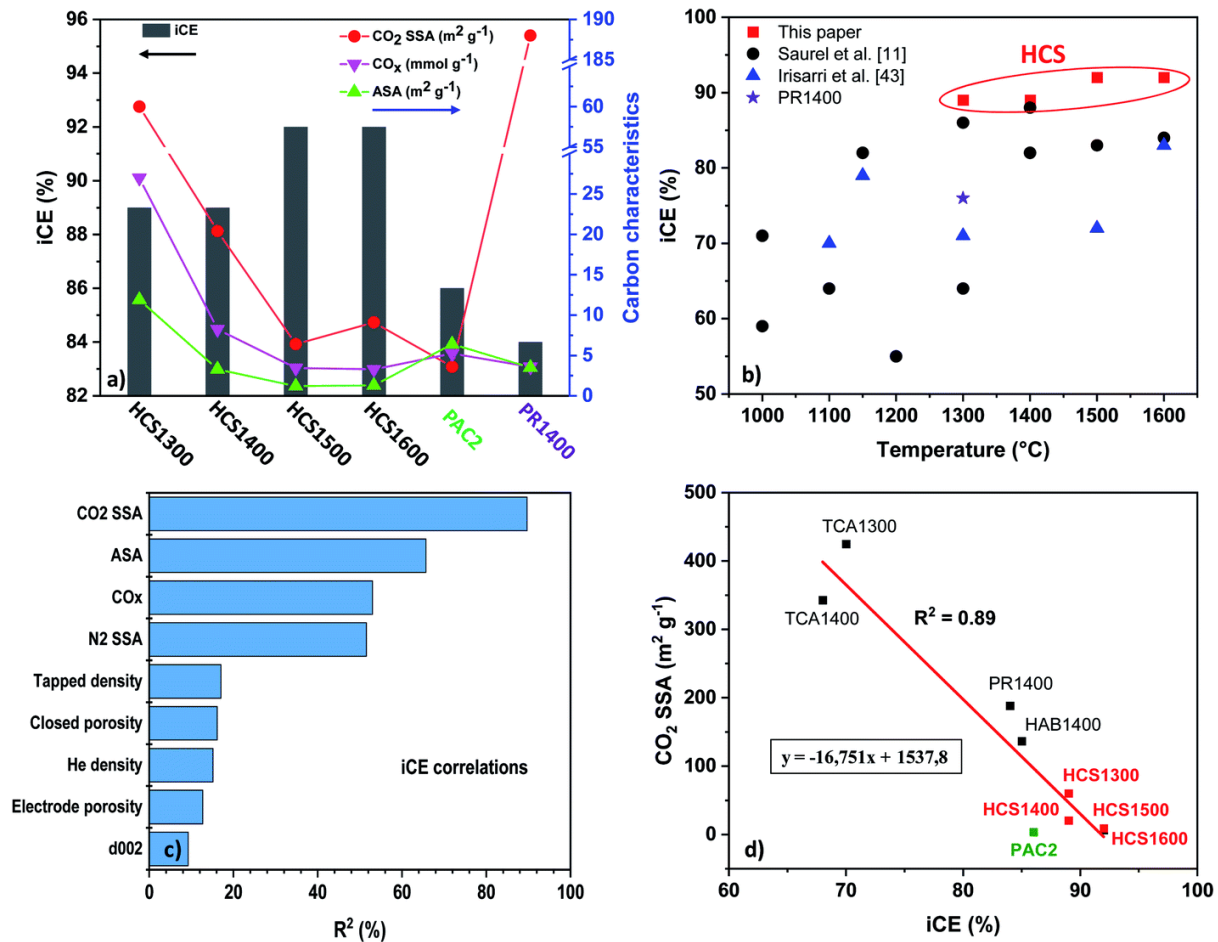 96
94
92
90
88
86
84
82
iCE (%)
iCE
CO₂ SSA (m² g⁻¹)
COₓ (mmol g⁻¹)
ASA (m² g⁻¹)
190
185
60
55
25
20
15
10
5
0
Carbon characteristics
a)
HCS1300
HCS1400
HCS1500
HCS1600
PAC2
PR1400
100
90
80
70
60
50
iCE (%)
This paper
Saurel et al. [11]
Irisarri et al. [43]
PR1400
HCS
b)
1000 1100 1200 1300 1400 1500 1600
Temperature (°C)
CO2 SSA
ASA
COx
N2 SSA
Tapped density
Closed porosity
He density
Electrode porosity
d002
iCE correlations
c)
0 20 40 60 80 100
R² (%)
500
400
300
200
100
0
CO₂ SSA (m² g⁻¹)
TCA1300
TCA1400
R² = 0.89
PR1400
HAB1400
y = -16,751x + 1537,8
HCS1300
HCS1400
HCS1500
HCS1600
PAC2
d)
60 70 80 90 100
iCE (%)